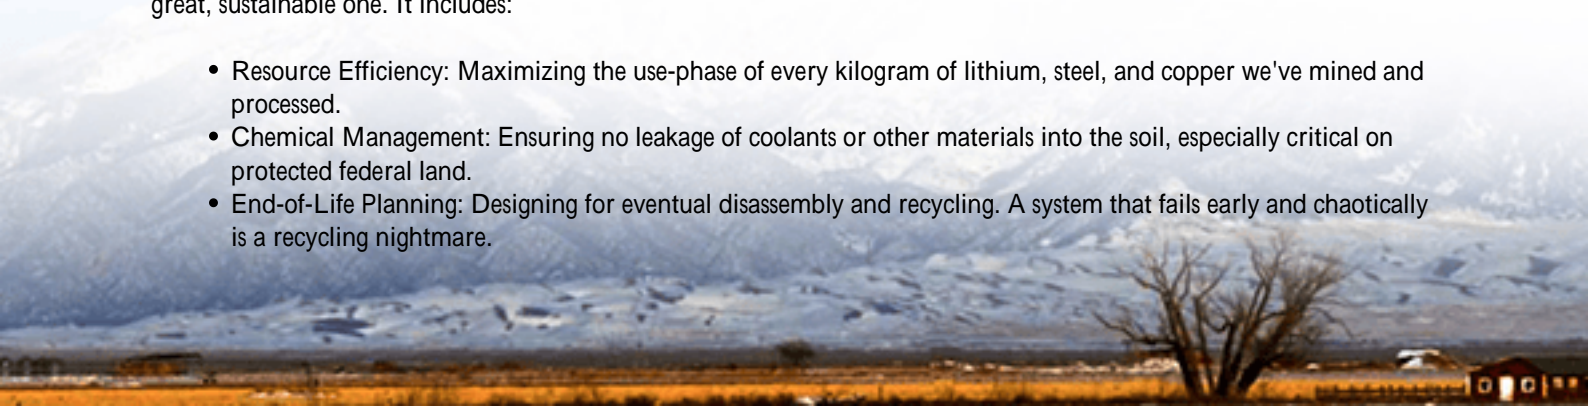 great, sustainable one. It includes:
• Resource Efficiency: Maximizing the use-phase of every kilogram of lithium, steel, and copper we've mined and
processed.
• Chemical Management: Ensuring no leakage of coolants or other materials into the soil, especially critical on
protected federal land.
• End-of-Life Planning: Designing for eventual disassembly and recycling. A system that fails early and chaotically
is a recycling nightmare.